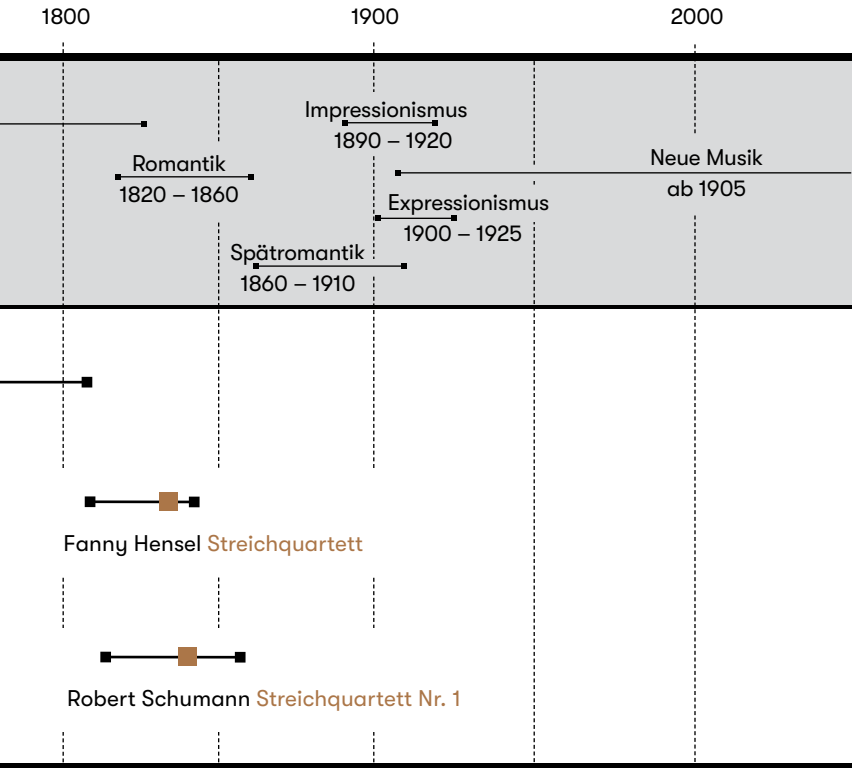 1800 1900 2000
Impressionismus
1890 – 1920
Romantik
1820 – 1860
Neue Musik
ab 1905
Expressionismus
1900 – 1925
Spätromantik
1860 – 1910
Fanny Hensel Streichquartett
Robert Schumann Streichquartett Nr. 1